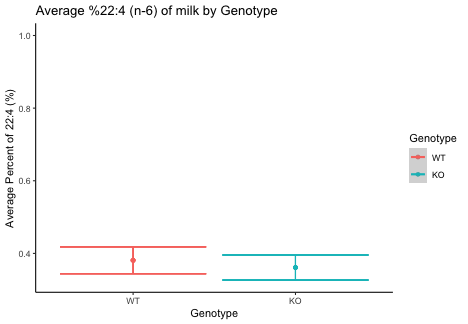 Average %22:4 (n-6) of milk by Genotype
1.0
0.8
0.6
0.4
Average Percent of 22:4 (%)
WT
KO
Genotype
Genotype
WT
KO